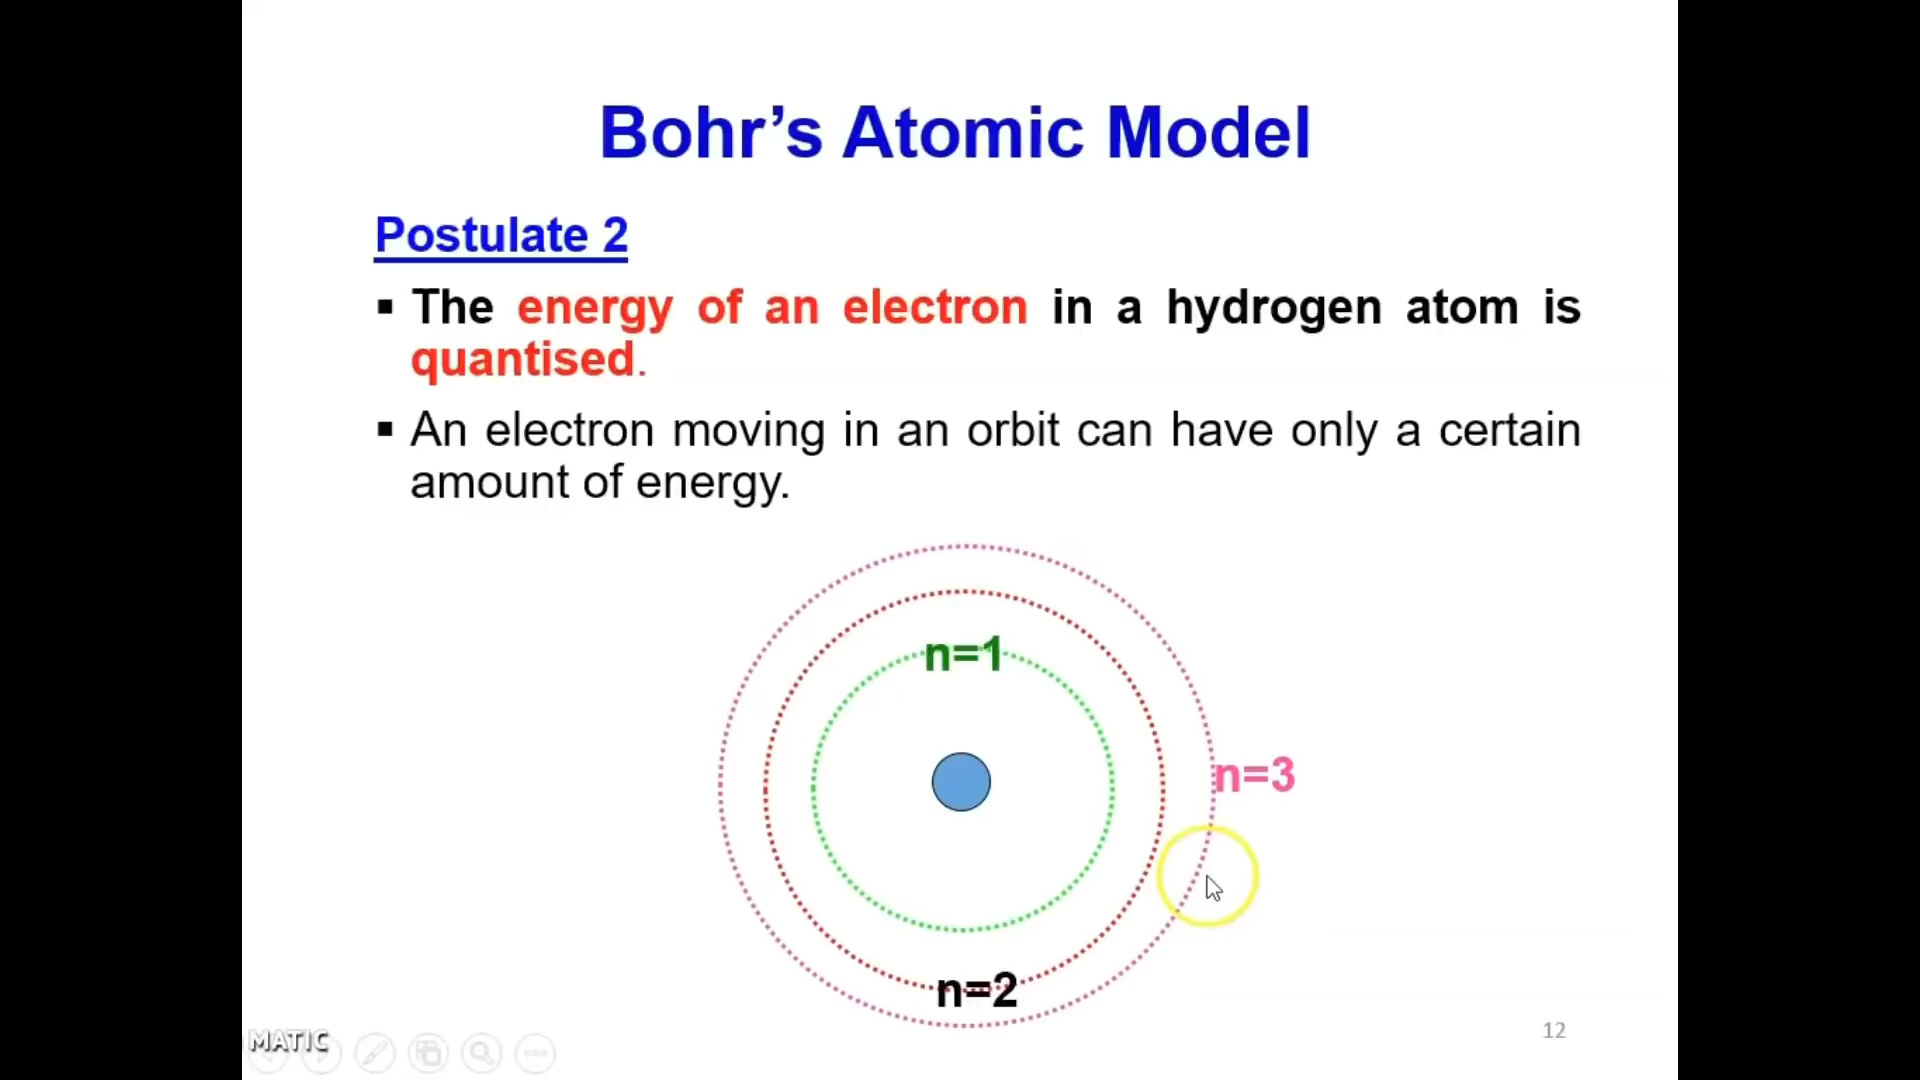 Bohr’s Atomic Model
Postulate 2
▪ The energy of an electron in a hydrogen atom is
quantised.
▪ An electron moving in an orbit can have only a certain
amount of energy.
n=1
n=3
n=2
MATIC
12